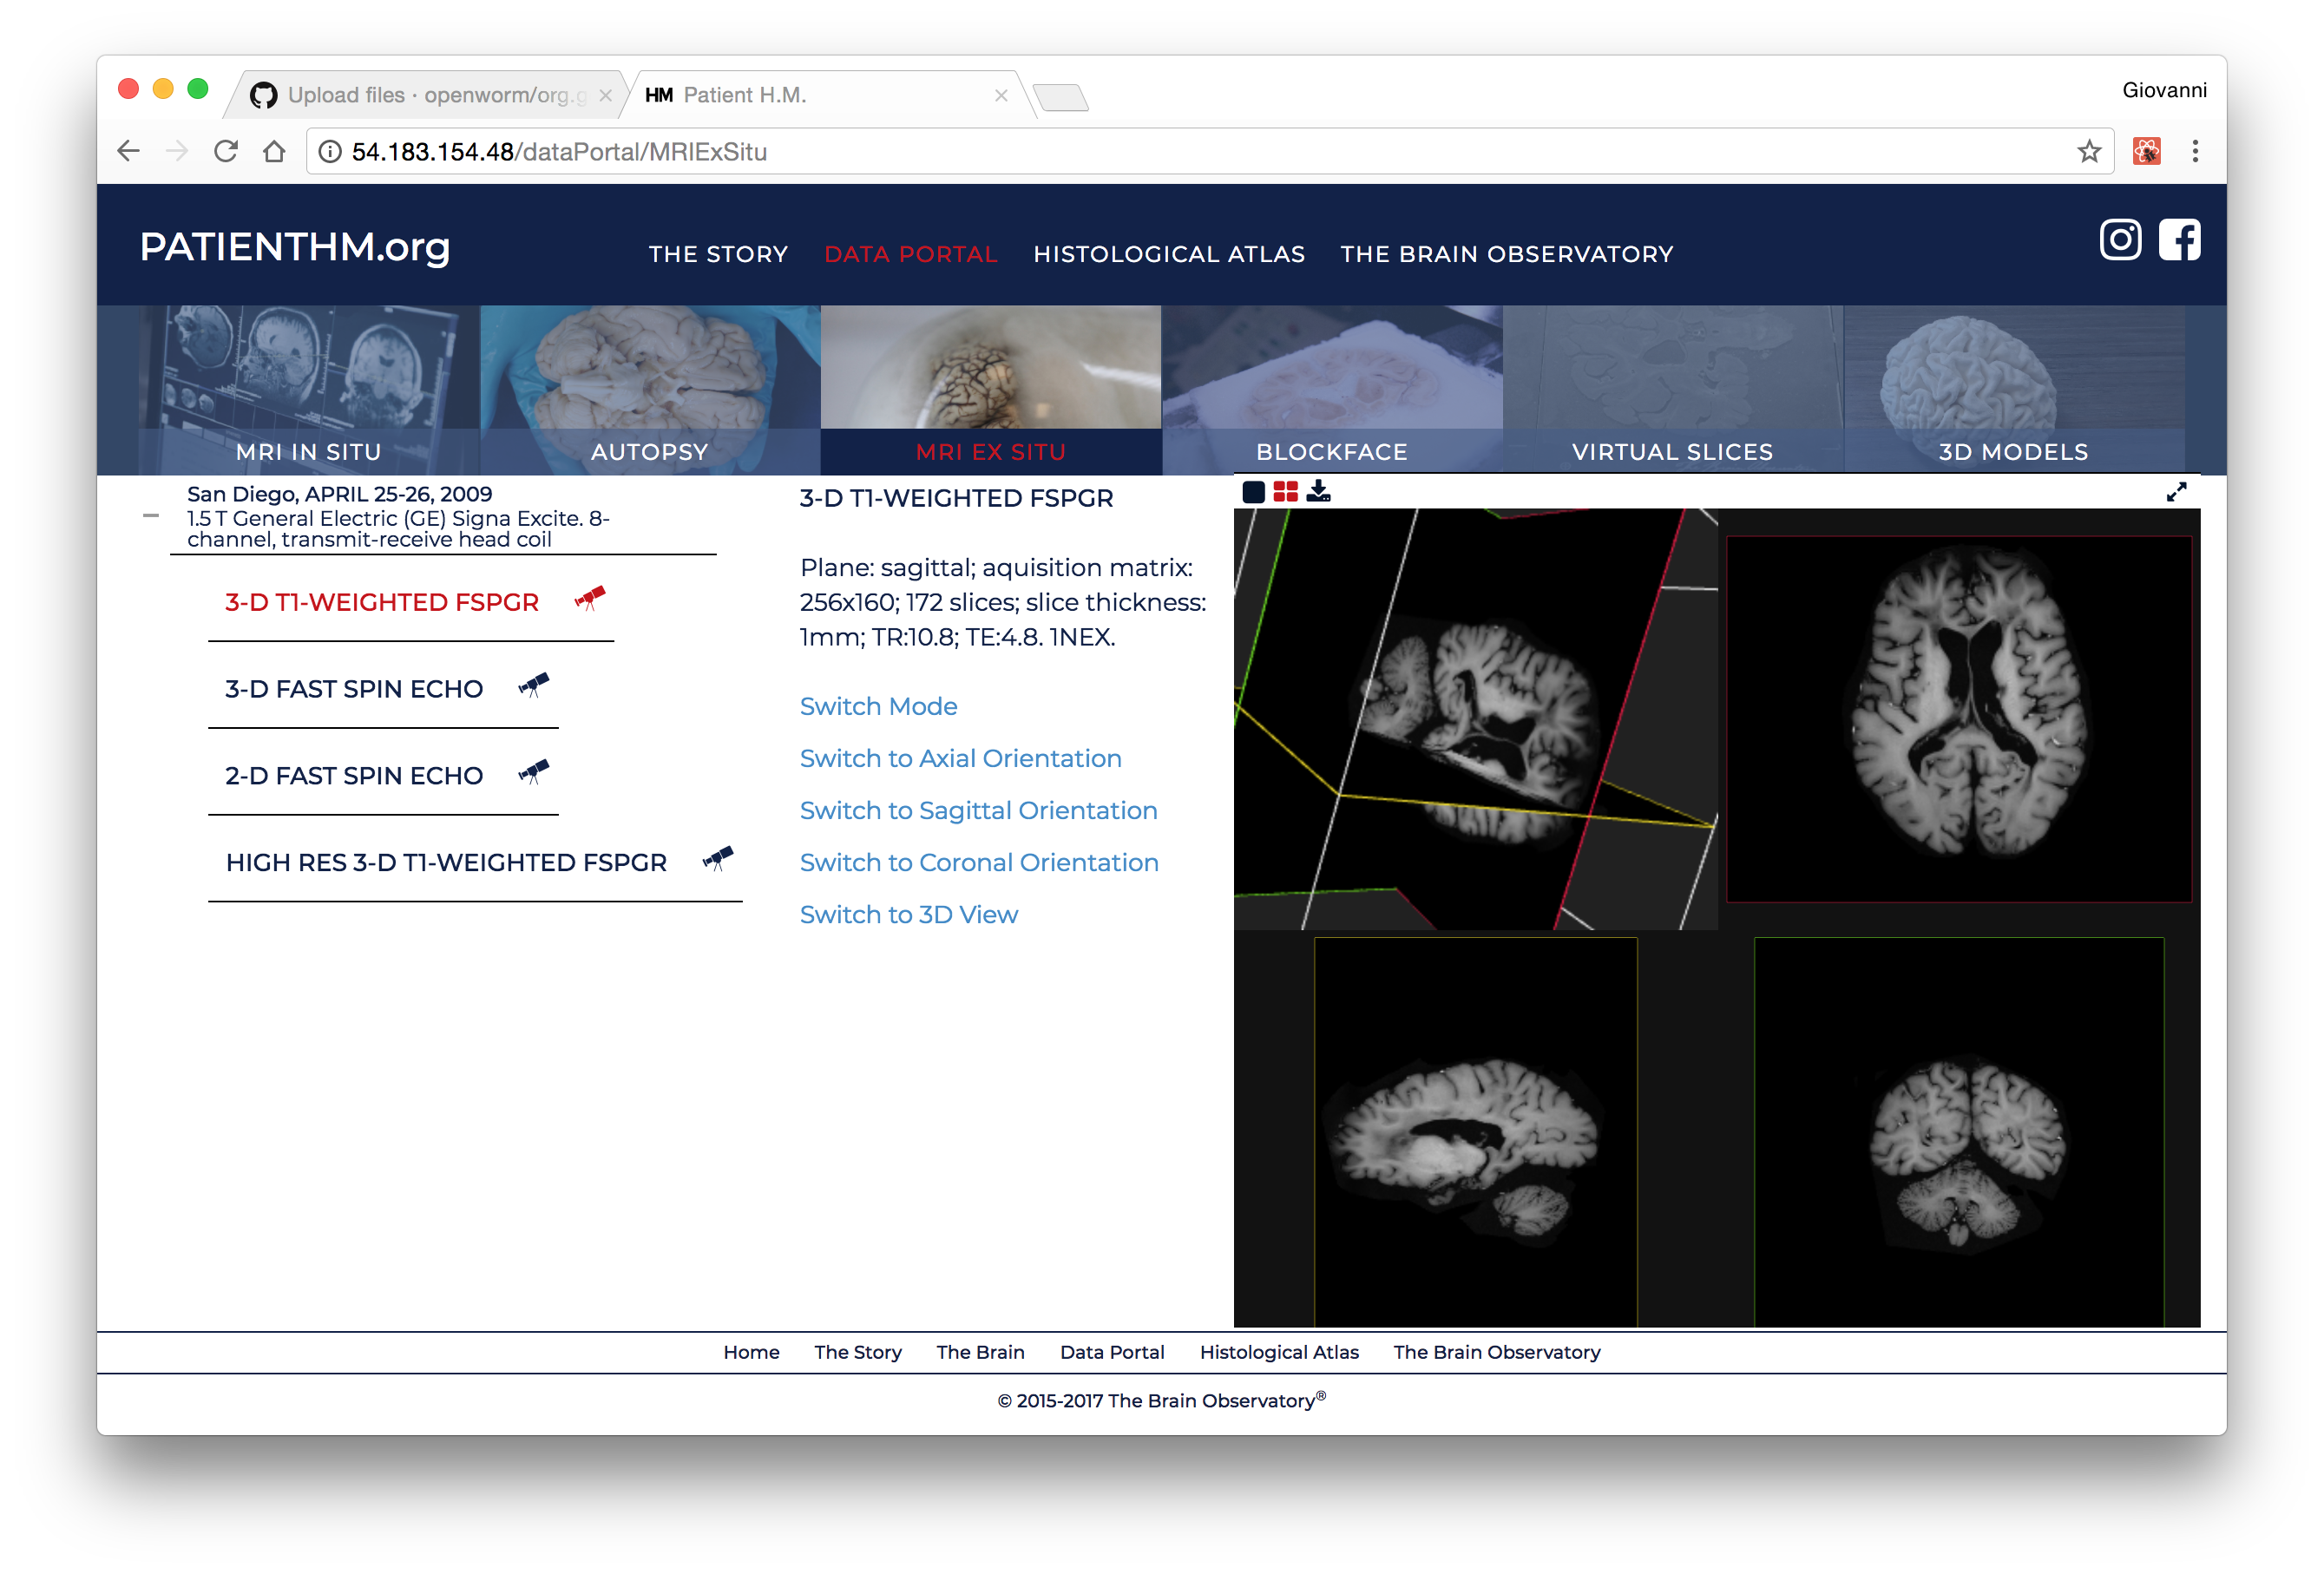 Upload files · openworm/org.g
HM Patient H.M.
Giovanni
54.183.154.48/dataPortal/MRIExSitu
PATIENTHM.org
THE STORY
DATA PORTAL
HISTOLOGICAL ATLAS
THE BRAIN OBSERVATORY
MRI IN SITU
AUTOPSY
MRI EX SITU
BLOCKFACE
VIRTUAL SLICES
3D MODELS
San Diego, APRIL 25-26, 2009
1.5 T General Electric (GE) Signa Excite. 8-
channel, transmit-receive head coil
3-D T1-WEIGHTED FSPGR
3-D FAST SPIN ECHO
2-D FAST SPIN ECHO
HIGH RES 3-D T1-WEIGHTED FSPGR
3-D T1-WEIGHTED FSPGR
Plane: sagittal; aquisition matrix:
256x160; 172 slices; slice thickness:
1mm; TR:10.8; TE:4.8. 1NEX.
Switch Mode
Switch to Axial Orientation
Switch to Sagittal Orientation
Switch to Coronal Orientation
Switch to 3D View
Home
The Story
The Brain
Data Portal
Histological Atlas
The Brain Observatory
© 2015-2017 The Brain Observatory®